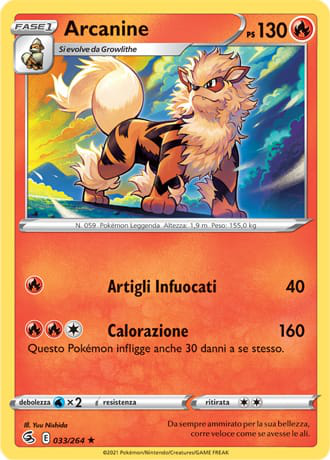 FASE 1
Arcanine
PS 130
Si evolve da Growlithe
N. 059 Pokémon Leggenda Altezza: 1,9 m. Peso: 155,0 kg
Artigli Infuocati 40
Calorazione 160
Questo Pokémon infligge anche 30 danni a se stesso.
debolezza ×2 resistenza ritirata
Ill. Yuu Nishida
E 033/264 ★
Da sempre ammirato per la sua bellezza,
corre veloce come se avesse le ali.
©2021 Pokémon/Nintendo/Creatures/GAME FREAK